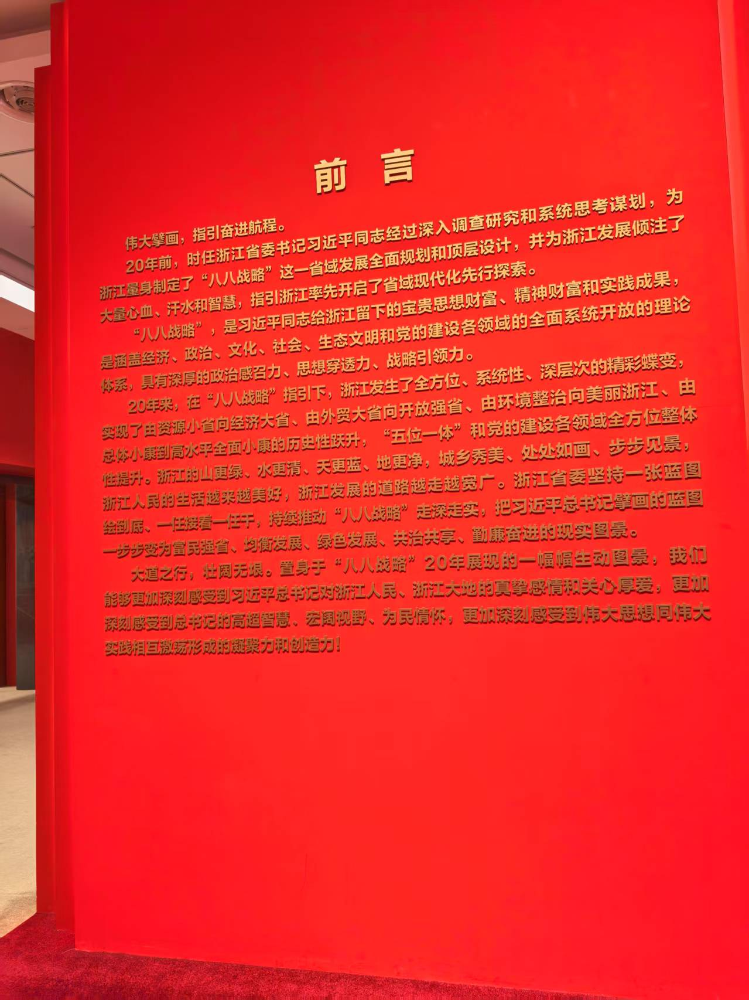 前 言
伟大擘画，指引奋进航程。
20年前，时任浙江省委书记习近平同志经过深入调查研究和系统思考谋划，为
浙江量身制定了“八八战略”这一省域发展全面规划和顶层设计，并为浙江发展倾注了
大量心血、汗水和智慧，指引浙江率先开启了省域现代化先行探索。
“八八战略”，是习近平同志给浙江留下的宝贵思想财富、精神财富和实践成果，
是涵盖经济、政治、文化、社会、生态文明和党的建设各领域的全面系统开放的理论
体系，具有深厚的政治感召力、思想穿透力、战略引领力。
20年来，在“八八战略”指引下，浙江发生了全方位、系统性、深层次的精彩蝶变，
实现了由资源小省向经济大省、由外贸大省向开放强省、由环境整治向美丽浙江、由
总体小康到高水平全面小康的历史性跃升，“五位一体”和党的建设各领域全方位整体
性提升。浙江的山更绿、水更清、天更蓝、地更净，城乡秀美、处处如画、步步见景，
浙江人民的生活越来越美好，浙江发展的道路越走越宽广。浙江省委坚持一张蓝图
绘到底、一任接着一任干，持续推动“八八战略”走深走实，把习近平总书记擘画的蓝图
一步步变为富民强省、均衡发展、绿色发展、共治共享、勤廉奋进的现实图景。
大道之行，壮阔无垠。置身于“八八战略”20年展现的一幅幅生动图景，我们
能够更加深刻感受到习近平总书记对浙江人民、浙江大地的真挚感情和关心厚爱，更加
深刻感受到总书记的高超智慧、宏阔视野、为民情怀，更加深刻感受到伟大思想同伟大
实践相互激荡形成的凝聚力和创造力！